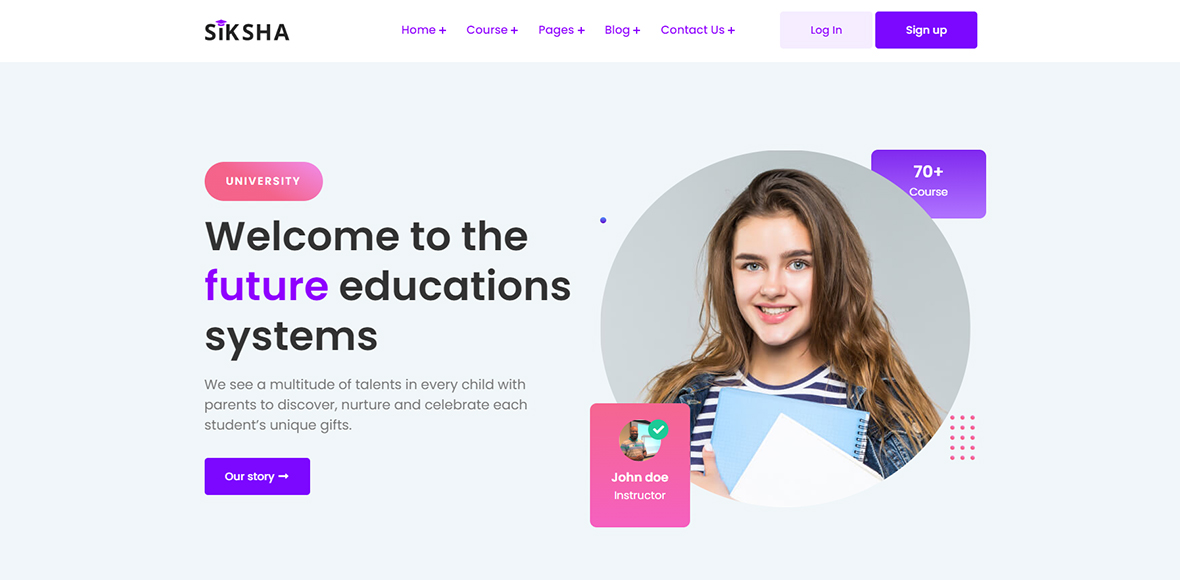 SiKSHA
Home +
Course +
Pages +
Blog +
Contact Us +
Log In
Sign up
UNIVERSITY
Welcome to the
future educations
systems
We see a multitude of talents in every child with
parents to discover, nurture and celebrate each
student's unique gifts.
Our story ➞
70+
Course
John doe
Instructor